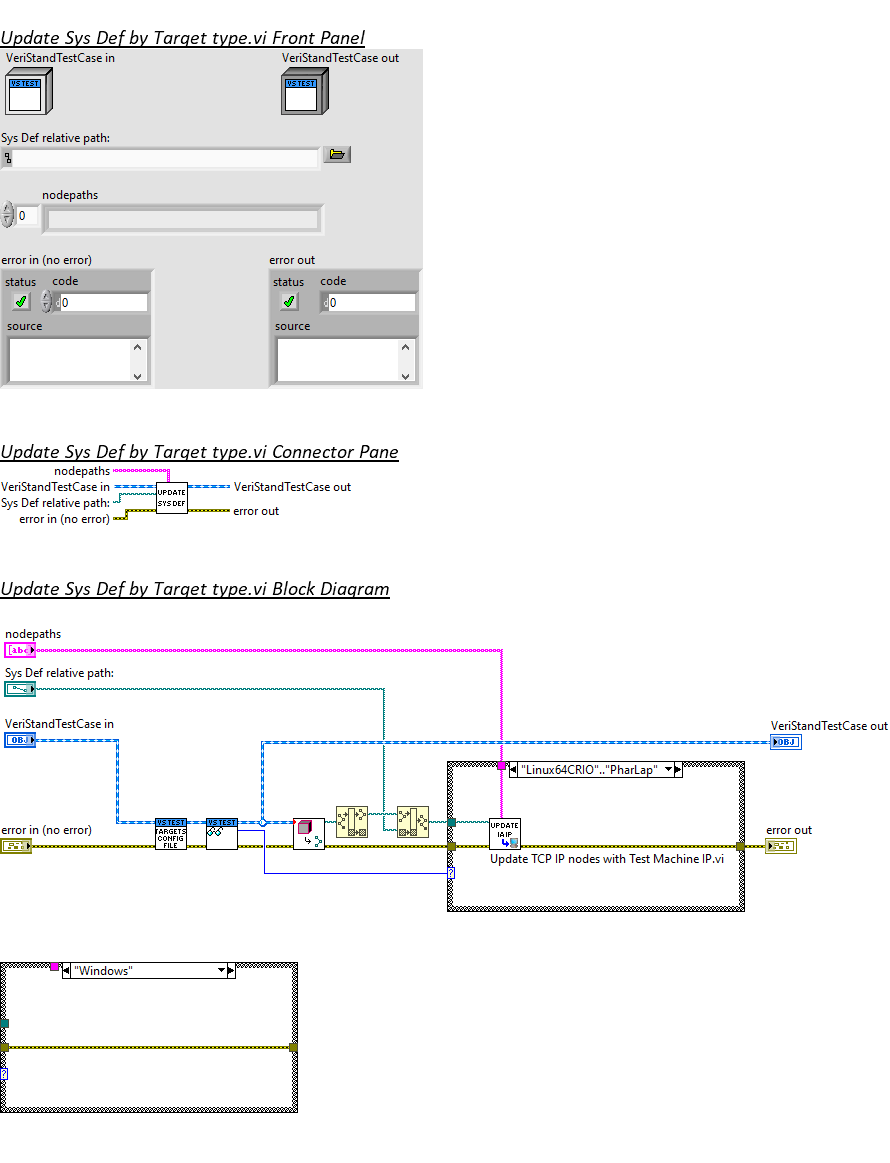 Update Sys Def by Target type.vi Front Panel
VeriStandTestCase in
VeriStandTestCase out
VS TEST
VS TEST
Sys Def relative path:
nodepaths
0
error in (no error)
error out
status
code
status
code
0
0
source
source
Update Sys Def by Target type.vi Connector Pane
nodepaths
VeriStandTestCase in
VeriStandTestCase out
Sys Def relative path:
error in (no error)
error out
UPDATE
SYS DEF
Update Sys Def by Target type.vi Block Diagram
nodepaths
abc
Sys Def relative path:
VeriStandTestCase in
OBJ
VeriStandTestCase out
OBJ
"Linux64CRIO".."PharLap"
error in (no error)
VS TEST
TARGETS
CONFIG
FILE
VS TEST
UPDATE
IA IP
Update TCP IP nodes with Test Machine IP.vi
error out
?
"Windows"
?